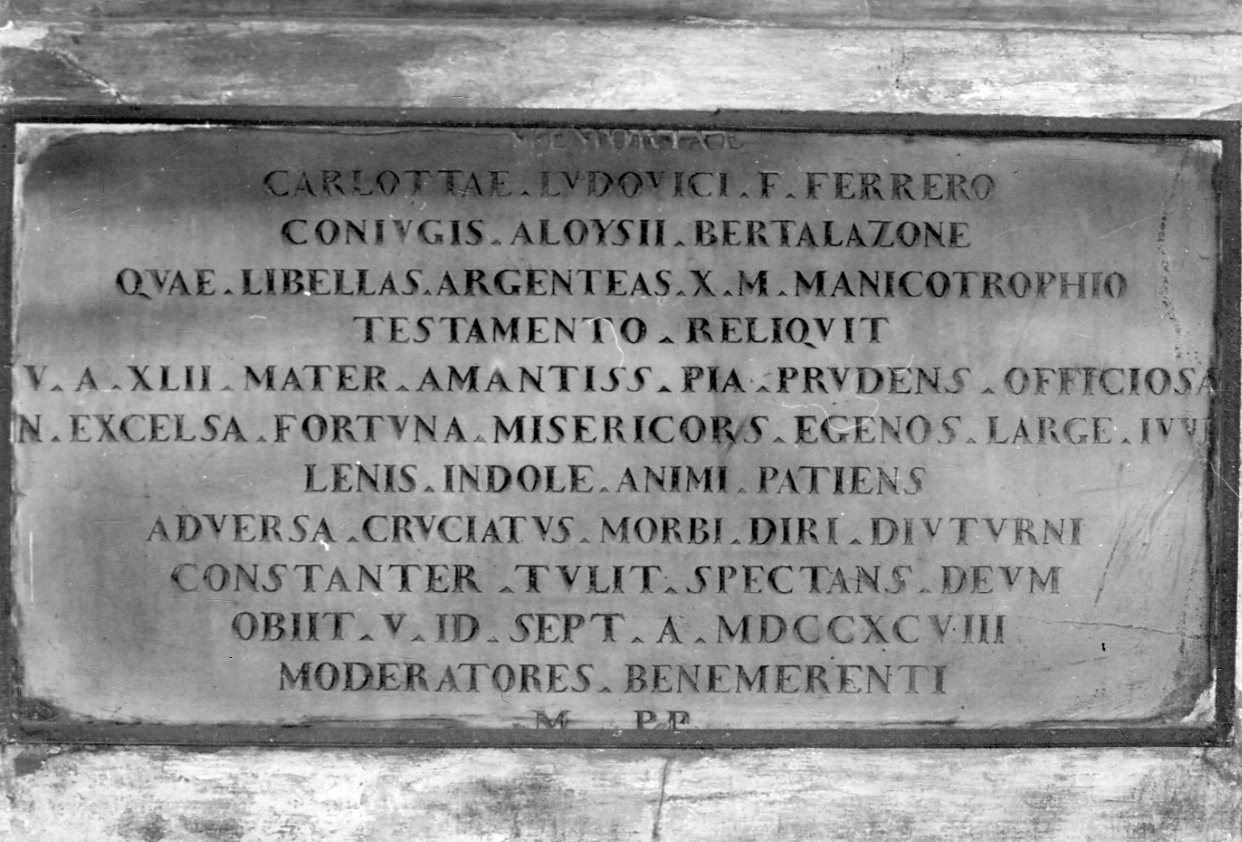 MEMORIAE
CARLOTTAE . LVDOVICI . F . FERRERO
CONIVGIS . ALOYSII . BERTALAZONE
QVAE . LIBELLAS . ARGENTEAS . X . M . MANICOTROPHIO
TESTAMENTO . RELIQVIT
V . A . XLII . MATER . AMANTISS . PIA . PRVDENS . OFFICIOSA
N . EXCELSA . FORTVNA . MISERICORS . EGENOS . LARGE .
LENIS . INDOLE . ANIMI . PATIENS
ADVERSA . CRVCIATVS . MORBI . DIRI . DIVTVRNI
CONSTANTER . TVLIT . SPECTANS . DEVM
OBIIT . V . ID . SEPT . A . MDCCXCVIII
MODERATORES . BENEMERENTI
M PP